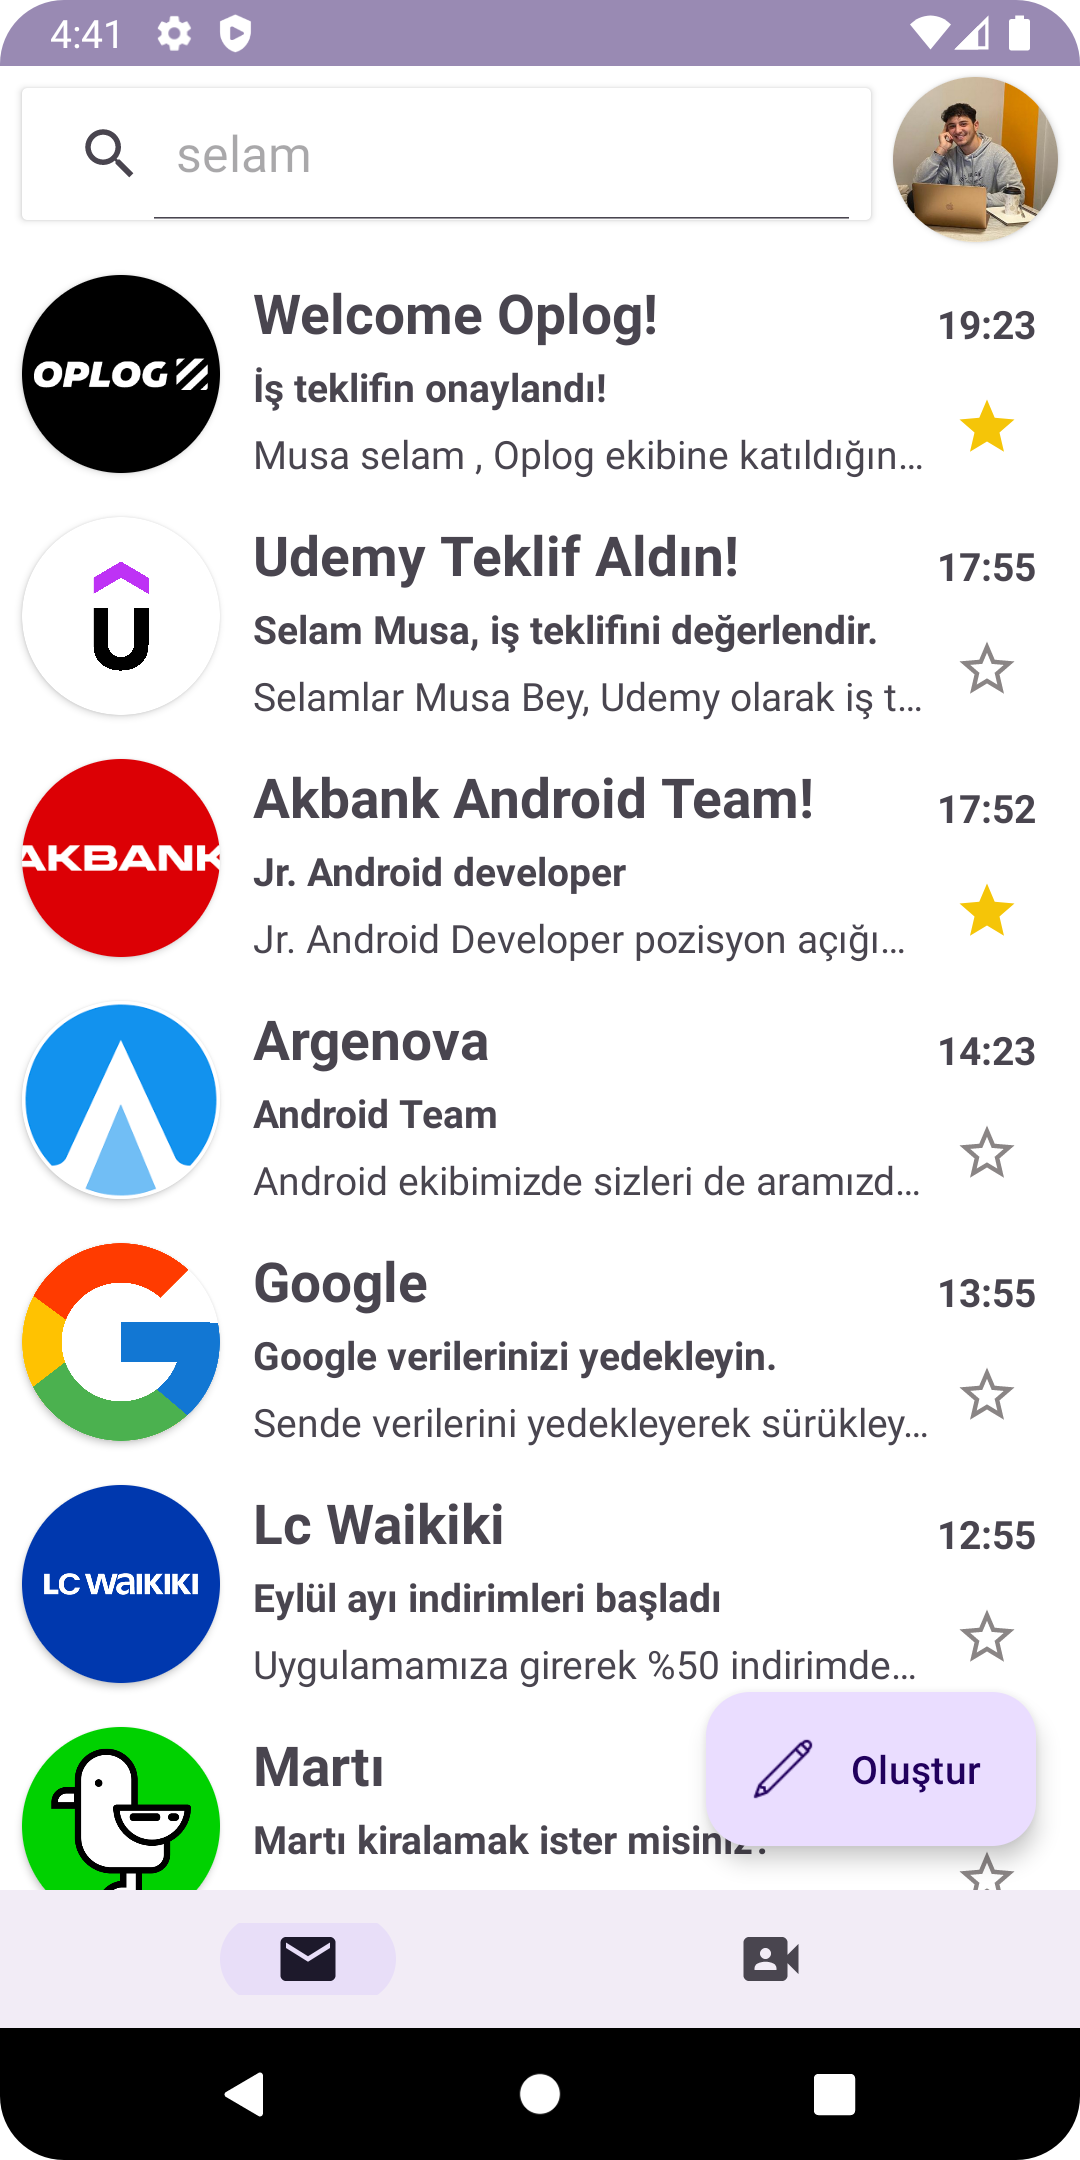 4:41
selam
OPLOG
Welcome Oplog!
19:23
İş teklifin onaylandı!
Musa selam , Oplog ekibine katıldığın...
Udemy Teklif Aldın!
17:55
Selam Musa, iş teklifini değerlendir.
Selamlar Musa Bey, Udemy olarak iş t...
AKBANK
Akbank Android Team!
17:52
Jr. Android developer
Jr. Android Developer pozisyon açığı...
Argenova
14:23
Android Team
Android ekibimizde sizleri de aramızd...
Google
13:55
Google verilerinizi yedekleyin.
Sende verilerini yedekleyerek sürükley...
LC WAIKIKI
Lc Waikiki
12:55
Eylül ayı indirimleri başladı
Uygulamamıza girerek %50 indirimde...
Martı
Martı kiralamak ister misiniz?
Oluştur